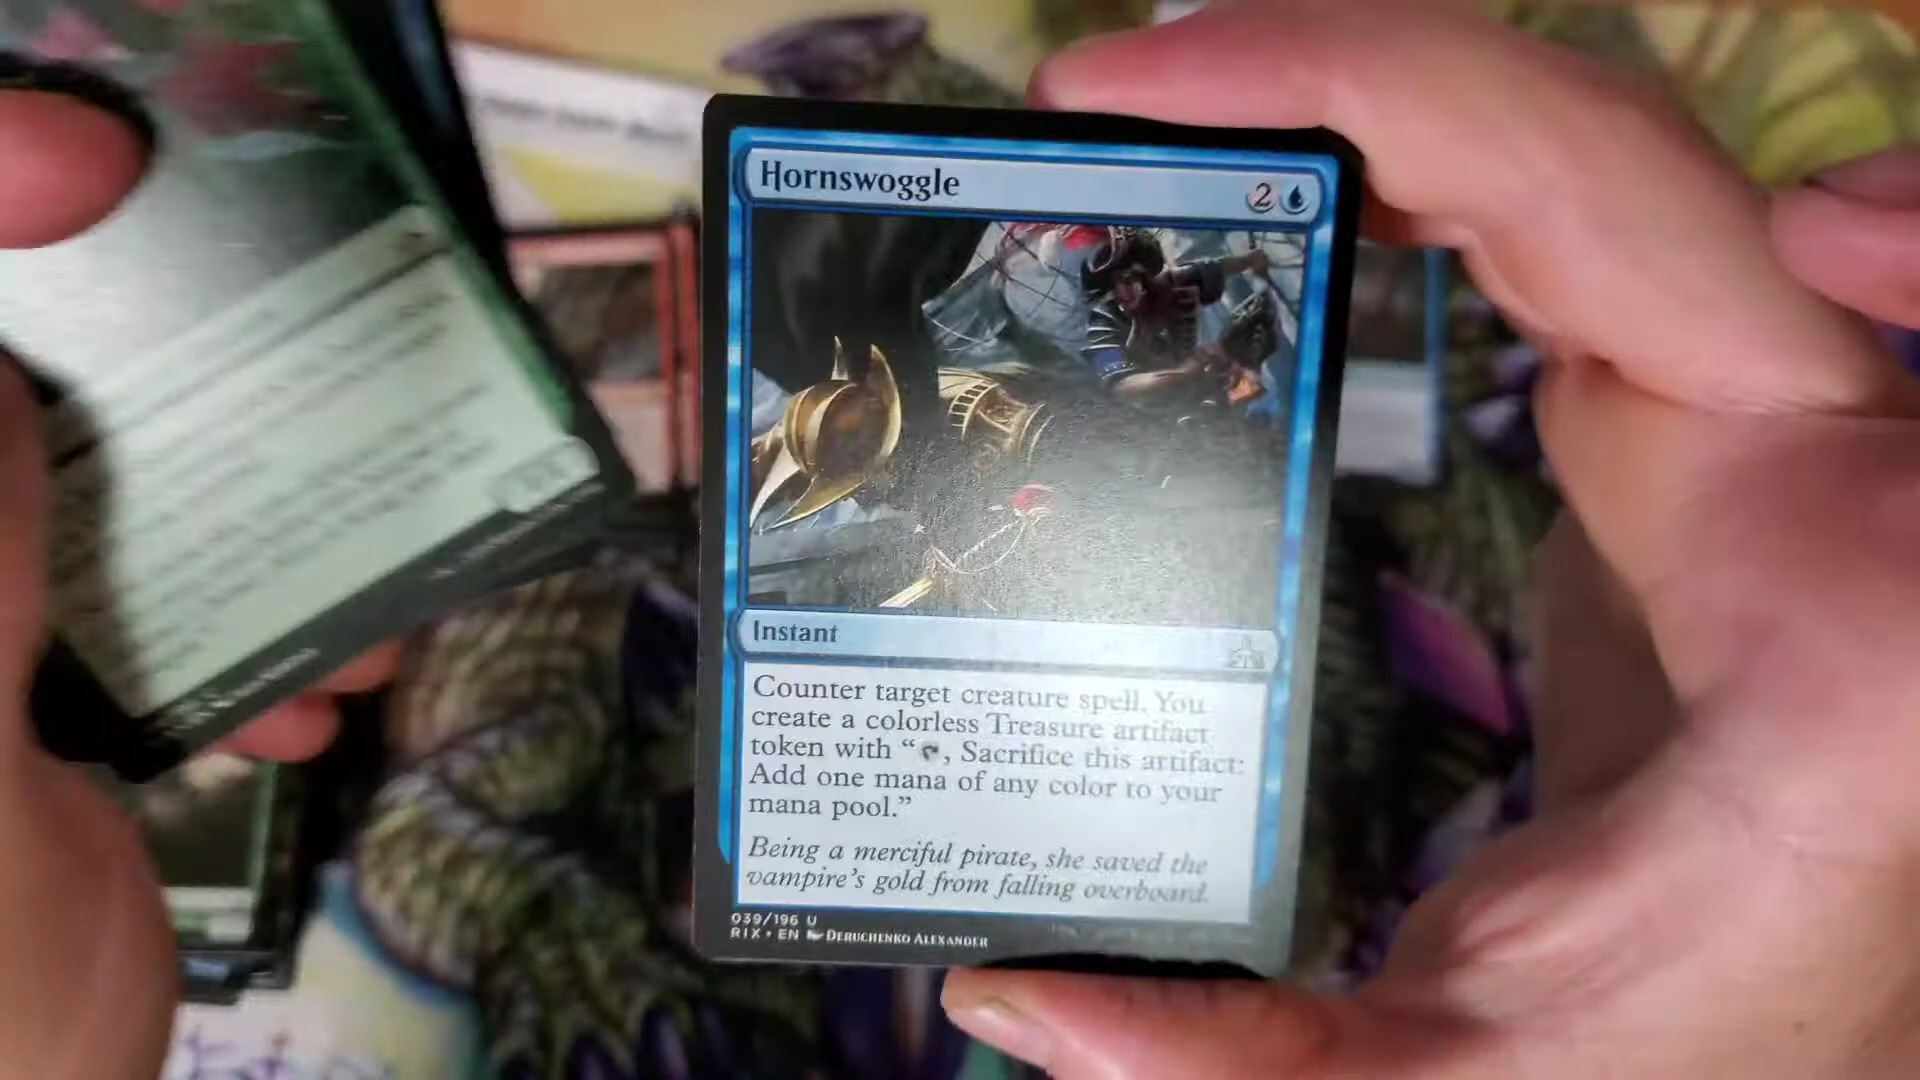 Hornswoggle 2
Instant
Counter target creature spell. You
create a colorless Treasure artifact
token with “ , Sacrifice this artifact:
Add one mana of any color to your
mana pool.”
Being a merciful pirate, she saved the
vampire's gold from falling overboard.
039/196 U
RIX • EN Deruchenko Alexander